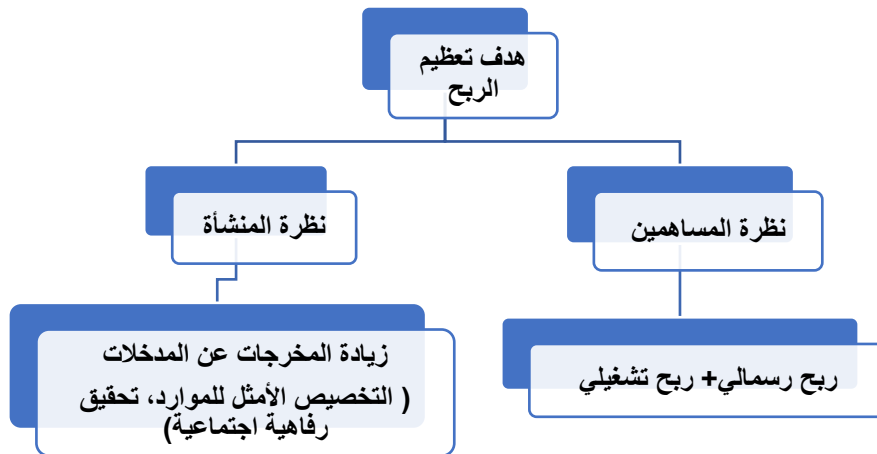 هدف تعظيم
الربح
نظرة المساهمين
نظرة المنشأة
ربح رسمالي+ ربح تشغيلي
زيادة المخرجات عن المدخلات
( التخصيص الأمثل للموارد، تحقيق
رفاهية اجتماعية)